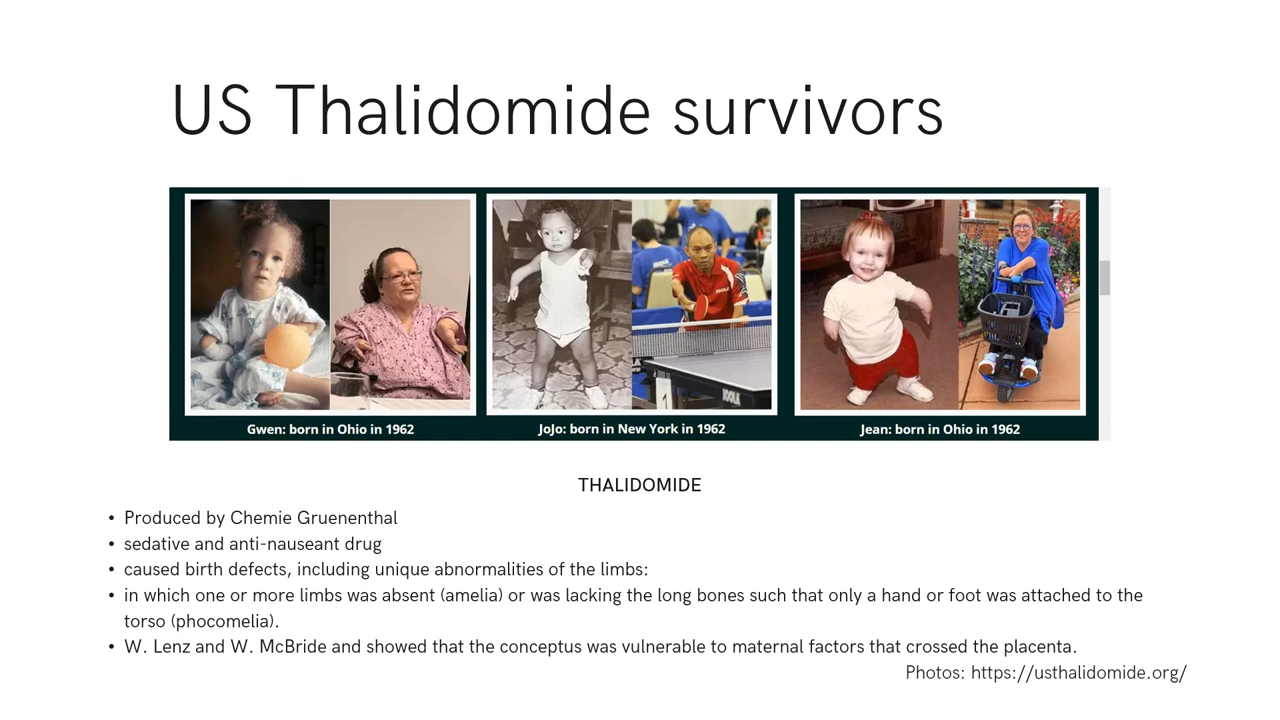 US Thalidomide survivors
JOOLA
1
JOOLA
Gwen: born in Ohio in 1962
JoJo: born in New York in 1962
Jean: born in Ohio in 1962
THALIDOMIDE
• Produced by Chemie Gruenenthal
• sedative and anti-nauseant drug
• caused birth defects, including unique abnormalities of the limbs:
• in which one or more limbs was absent (amelia) or was lacking the long bones such that only a hand or foot was attached to the
torso (phocomelia).
• W. Lenz and W. McBride and showed that the conceptus was vulnerable to maternal factors that crossed the placenta.
Photos: https://usthalidomide.org/